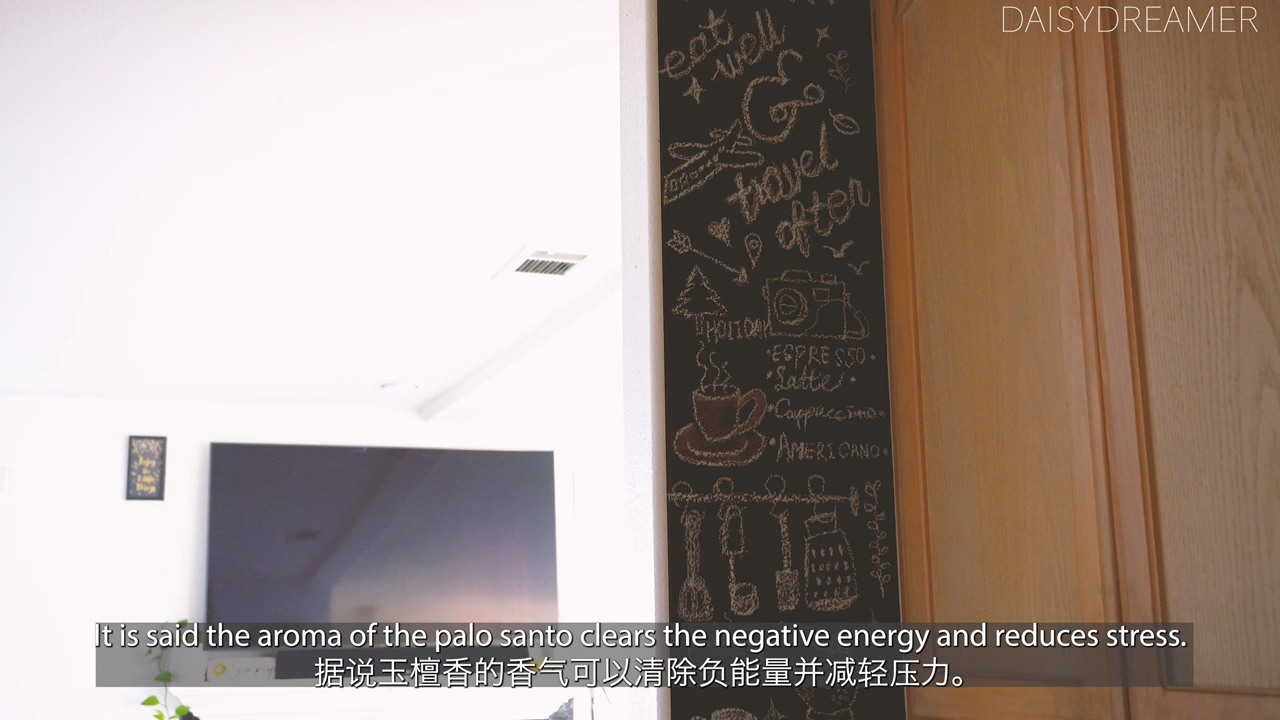 DAISYDREAMER
eat
well
&
travel
often
ESPRESSO
Latte
Cappuccino
AMERICANO
It is said the aroma of the palo santo clears the negative energy and reduces stress.
据说玉檀香的香气可以清除负能量并减轻压力。